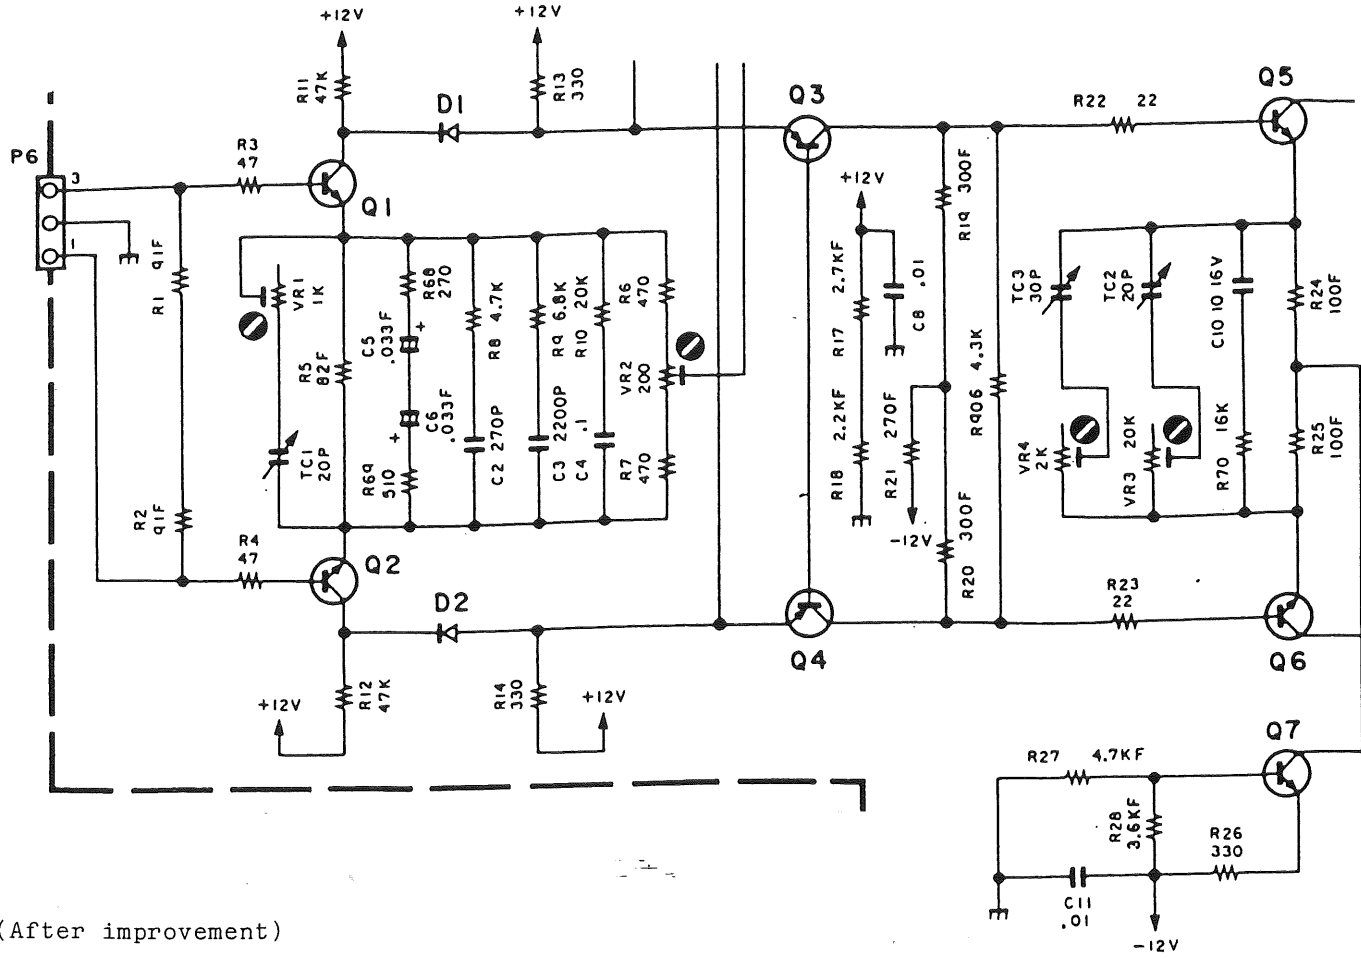 +12V
+12V
R11
47K
R13
330
D1
Q3
R22 22
Q5
P6
3
1
R3
47
Q1
+12V
R19 300F
91F
R1
VR1
1K
R68
270
R8 4.7K
R9 6.8K
R10 20K
R6
470
R17 2.7KF
C8 .01
TC3
30P
TC2
20P
C10 10 16V
R24
100F
R5
82F
C5
.033F
C6
.033F
VR2
200
R906 4.3K
TC1
20P
R69
510
C2 270P
C3 2200P
C4 .1
R7
470
R18 2.2KF
R21 270F
VR4
2K
VR3 20K
R70 16K
R25
100F
R2
91F
R4
47
Q2
-12V
R20 300F
D2
Q4
R23
22
Q6
+12V
R12
47K
R14
330
+12V
Q7
R27 4.7KF
R28
3.6KF
R26
330
C11
.01
-12V
(After improvement)